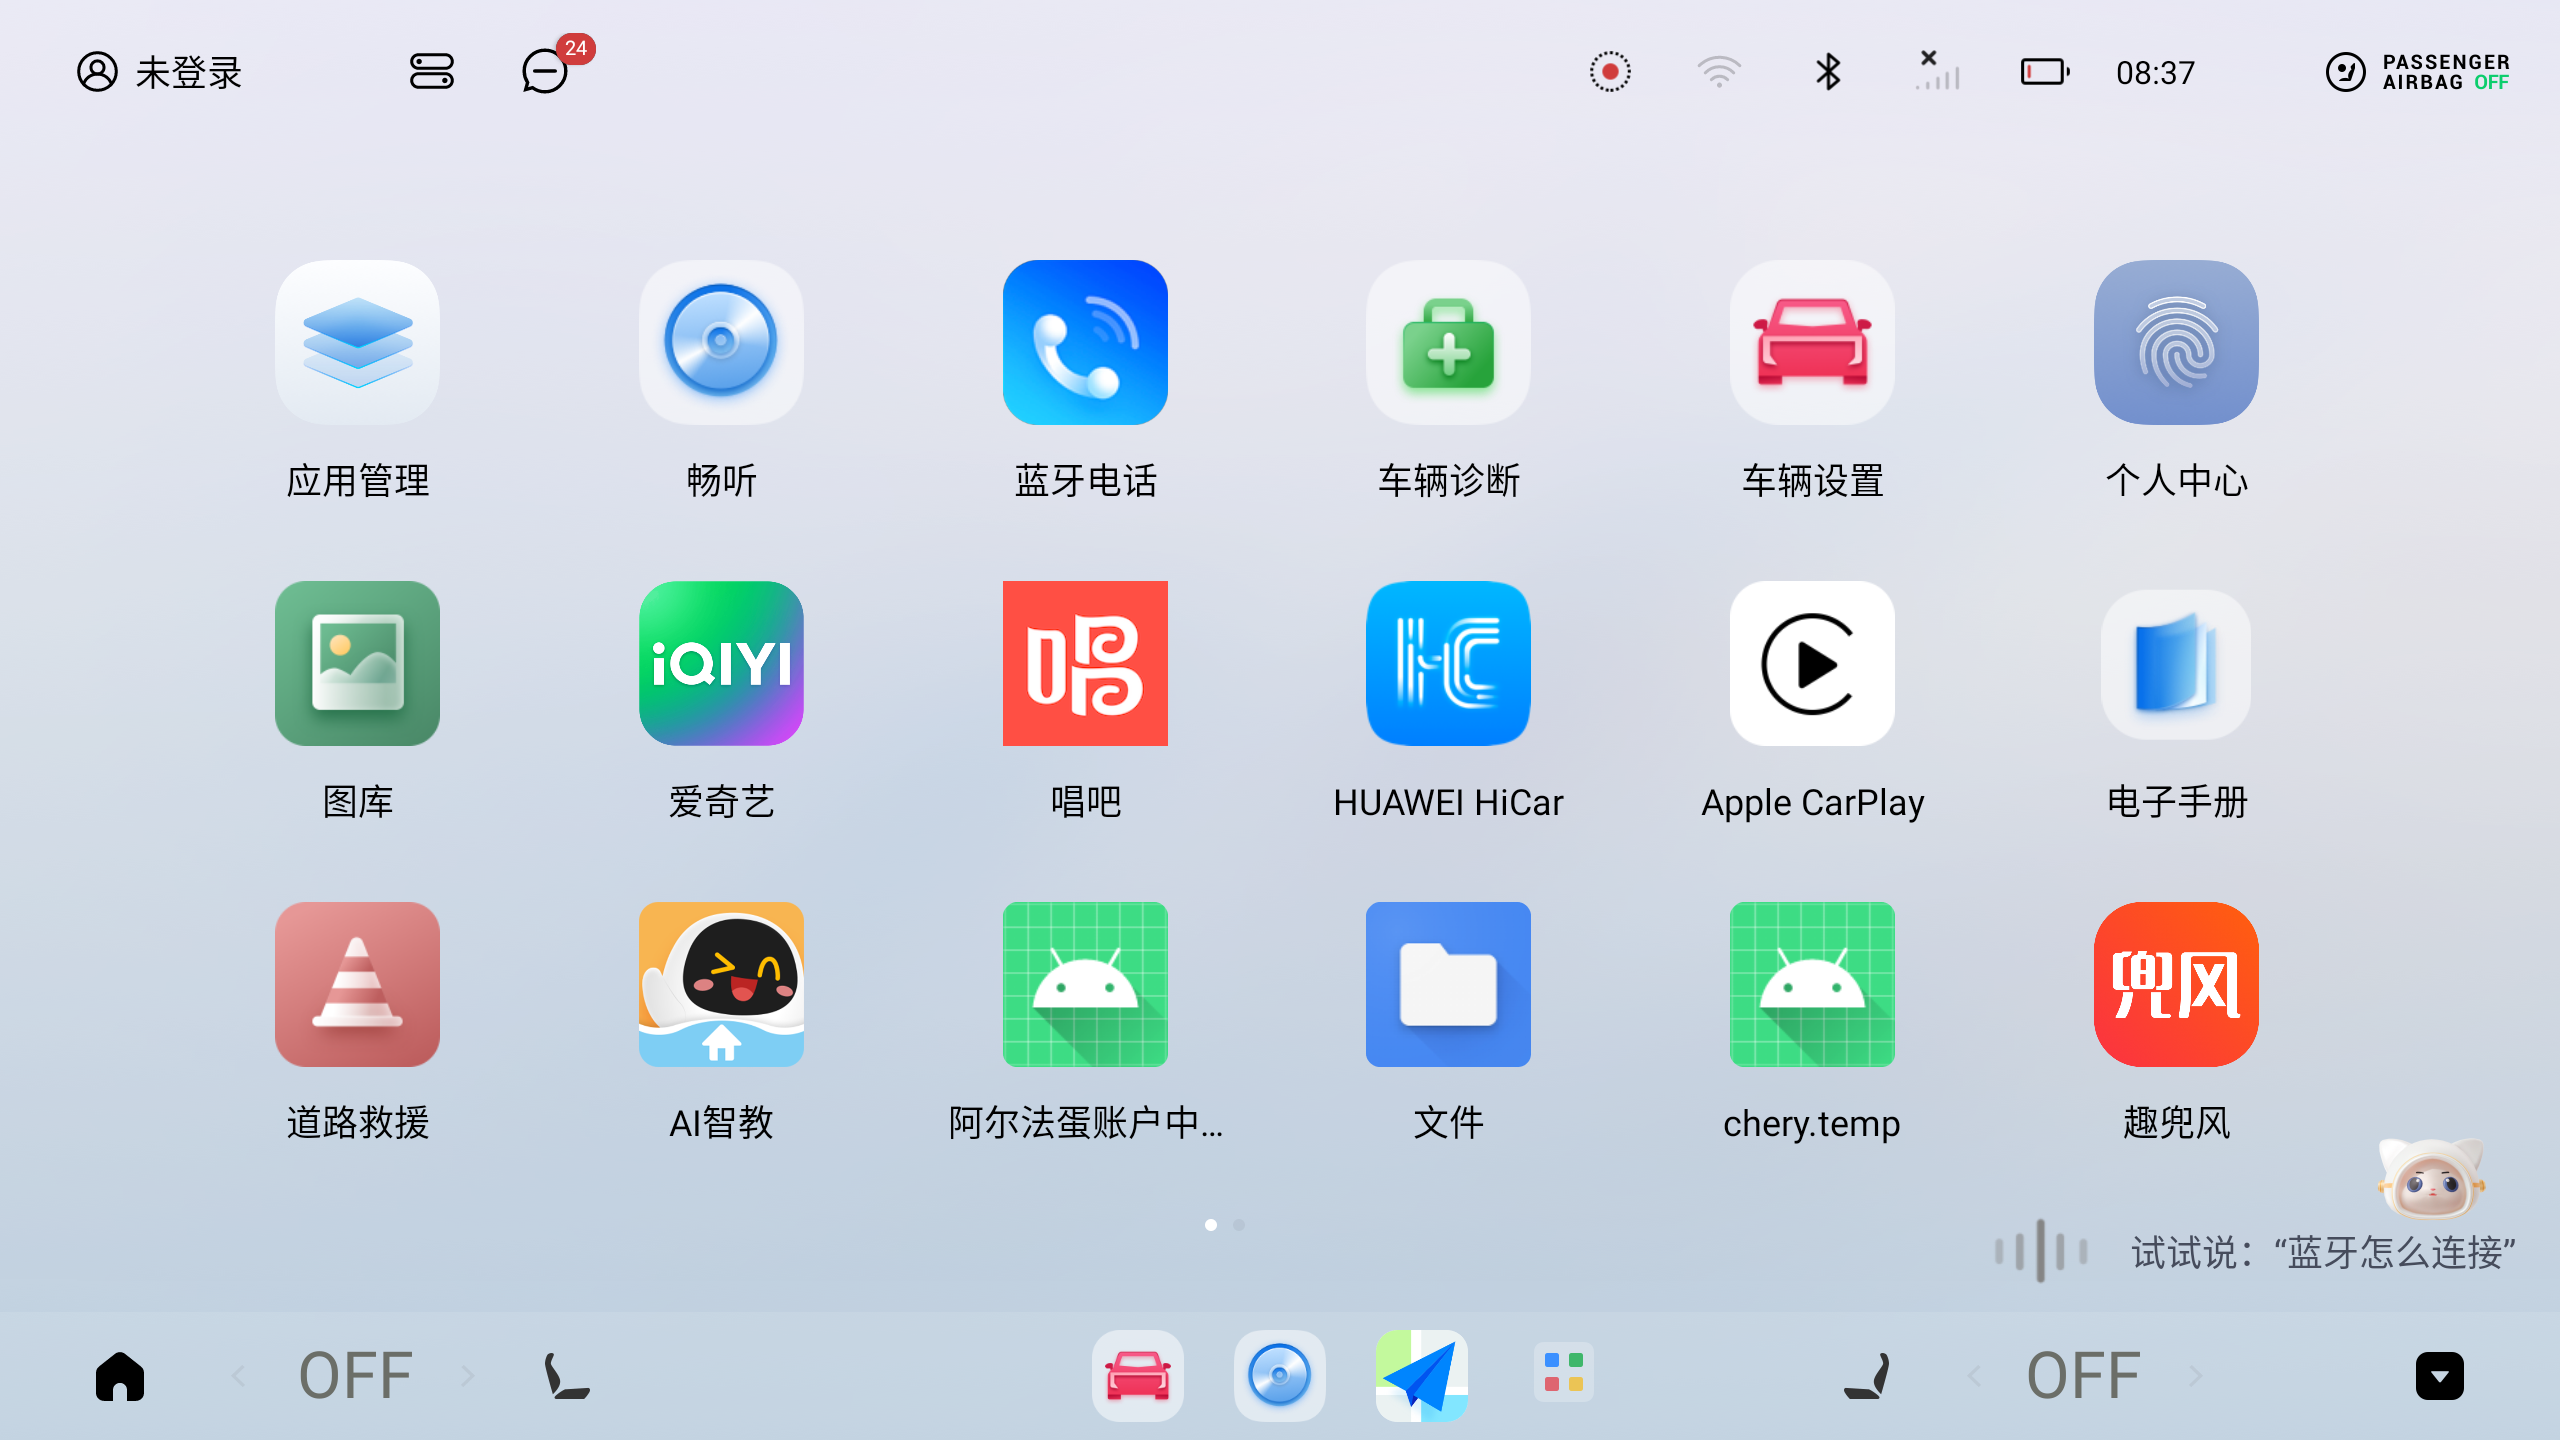 未登录
24
08:37
PASSENGER
AIRBAG OFF
应用管理
畅听
蓝牙电话
车辆诊断
车辆设置
个人中心
iQIYI
唱
HC
兜风
图库
爱奇艺
唱吧
HUAWEI HiCar
Apple CarPlay
电子手册
道路救援
AI智教
阿尔法蛋账户中...
文件
chery.temp
趣兜风
试试说：“蓝牙怎么连接”
OFF
OFF